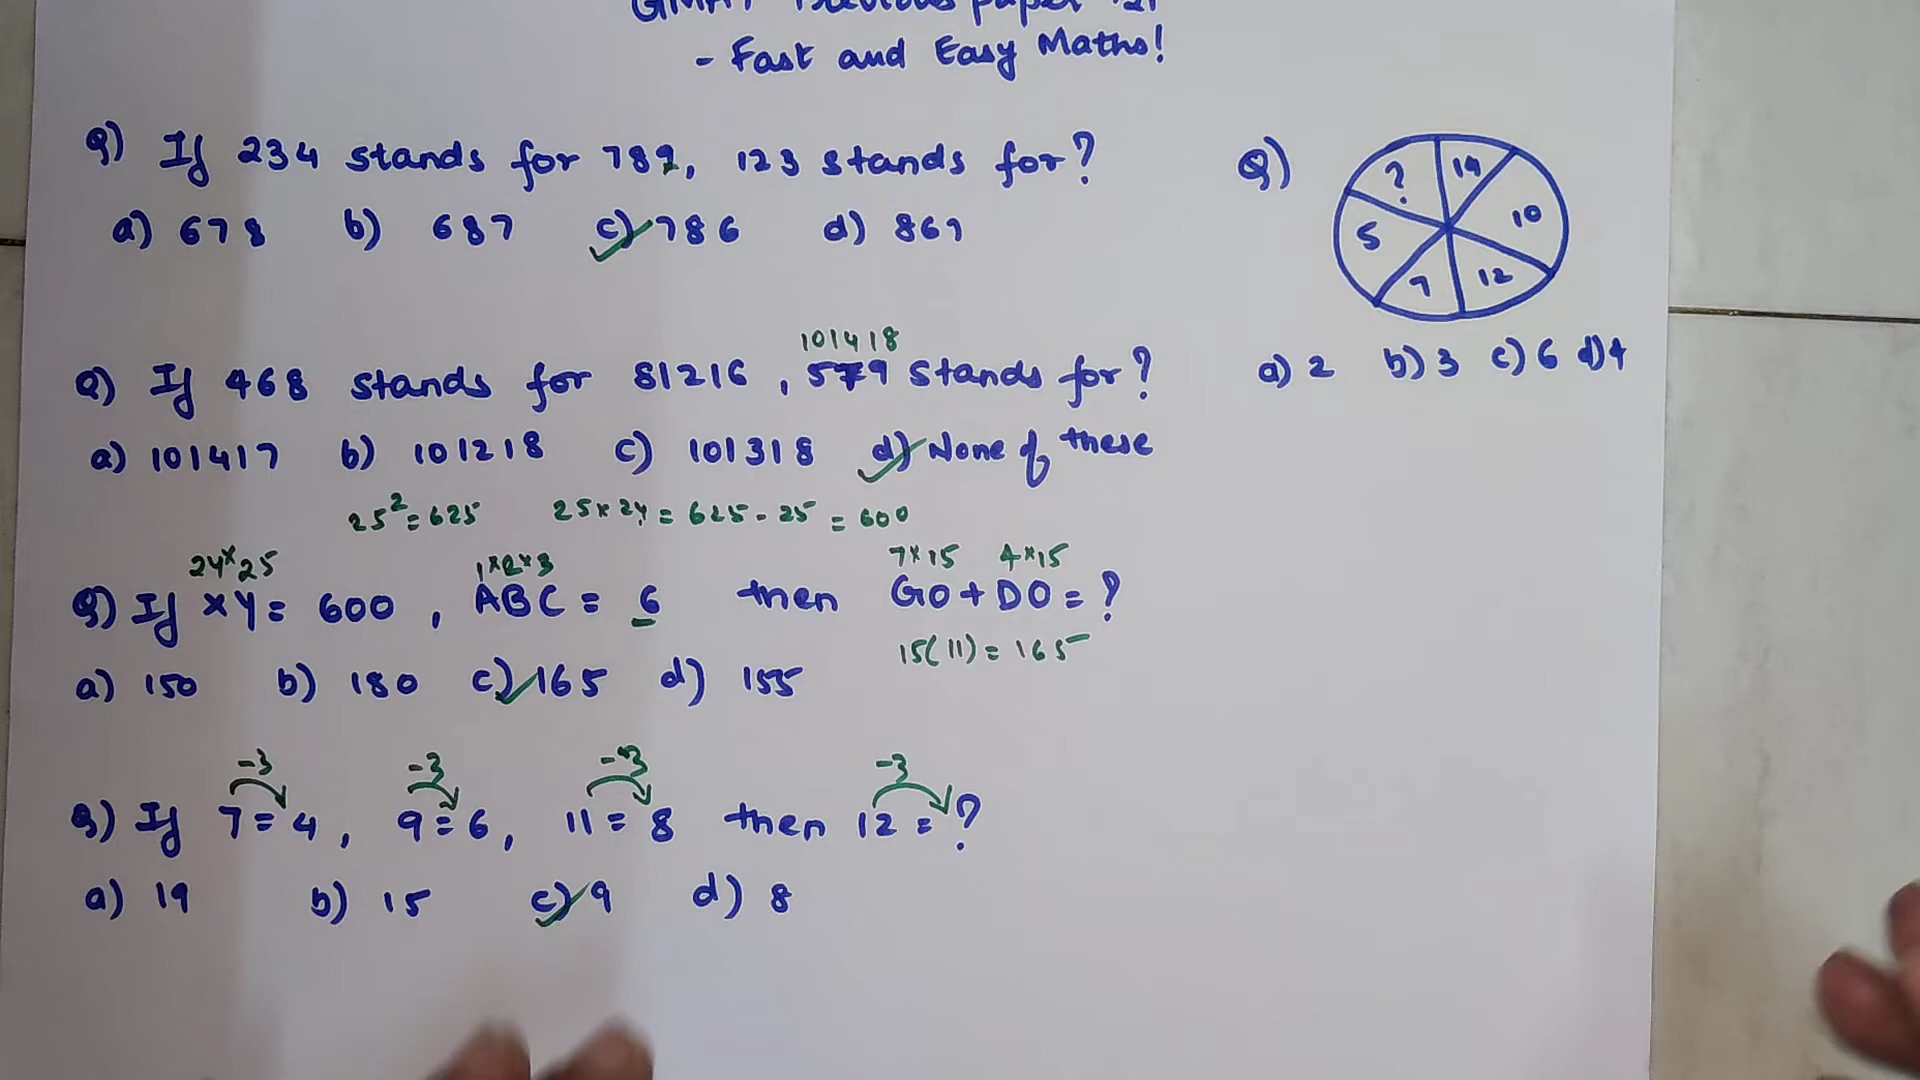 - Fast and Easy Maths!
Q) If 234 stands for 789, 123 stands for?
a) 678 b) 687 c) 786 d) 869
101418
Q) If 468 stands for 81216, 579 stands for?
a) 101417 b) 101218 c) 101318 d) None of these
25² = 625 25 x 24 = 625 - 25 = 600
24 x 25 1 x 2 x 3 7 x 15 4 x 15
Q) If XY = 600, ABC = 6 then GO + DO = ?
15(11) = 165
a) 150 b) 180 c) 165 d) 155
-3 -3 -3 -3
Q) If 7 = 4, 9 = 6, 11 = 8 then 12 = ?
a) 19 b) 15 c) 9 d) 8
Q)
? 14
5 10
7 12
a) 2 b) 3 c) 6 d) 4